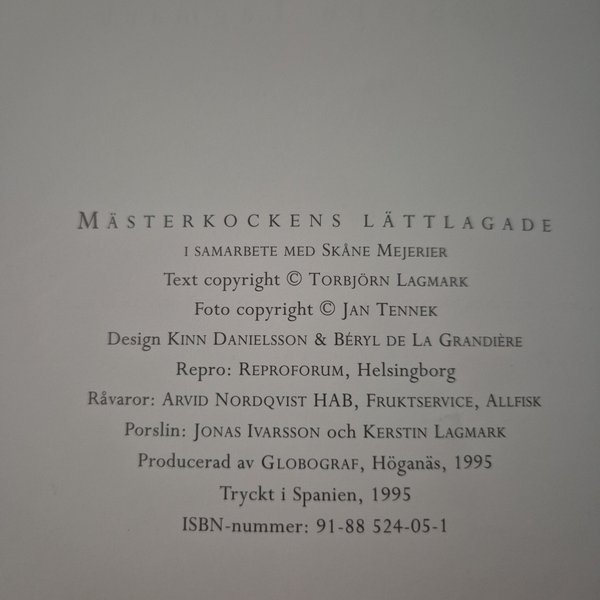 MÄSTERKOCKENS LÄTTLAGADE
I SAMARBETE MED SKÅNE MEJERIER
Text copyright © TORBJÖRN LAGMARK
Foto copyright © JAN TENNEK
Design KINN DANIELSSON & BÉRYL DE LA GRANDIÈRE
Repro: REPROFORUM, Helsingborg
Råvaror: ARVID NORDQVIST HAB, FRUKTSERVICE, ALLFISK
Porslin: JONAS IVARSSON och KERSTIN LAGMARK
Producerad av GLOBOGRAF, Höganäs, 1995
Tryckt i Spanien, 1995
ISBN-nummer: 91-88 524-05-1